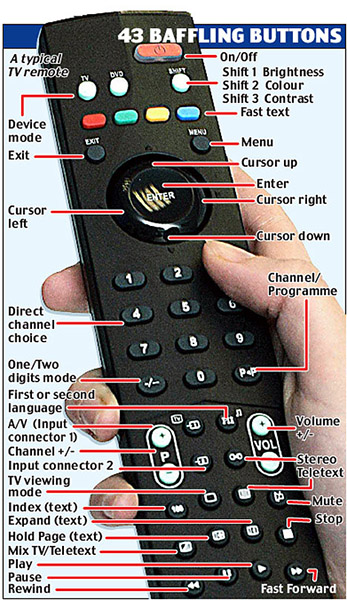 43 BAFFLING BUTTONS
A typical
TV remote
On/Off
TV
DVD
SHIFT
Shift 1 Brightness
Shift 2 Colour
Shift 3 Contrast
Fast text
Device
mode
Exit
EXIT
MENU
Menu
Cursor up
Enter
ENTER
Cursor right
Cursor
left
Cursor down
1
2
Channel/
Programme
Direct
channel
choice
4
5
6
7
8
9
One/Two
digits mode
-/--
0
P◂P
First or second
language
A/V (Input
connector 1)
TV
I-II
Volume
+/-
Channel +/-
+
P
-
+
VOL
-
Input connector 2
Stereo
Teletext
TV viewing
mode
Mute
Index (text)
Stop
Expand (text)
Hold Page (text)
Mix TV/Teletext
Play
Pause
Rewind
Fast Forward